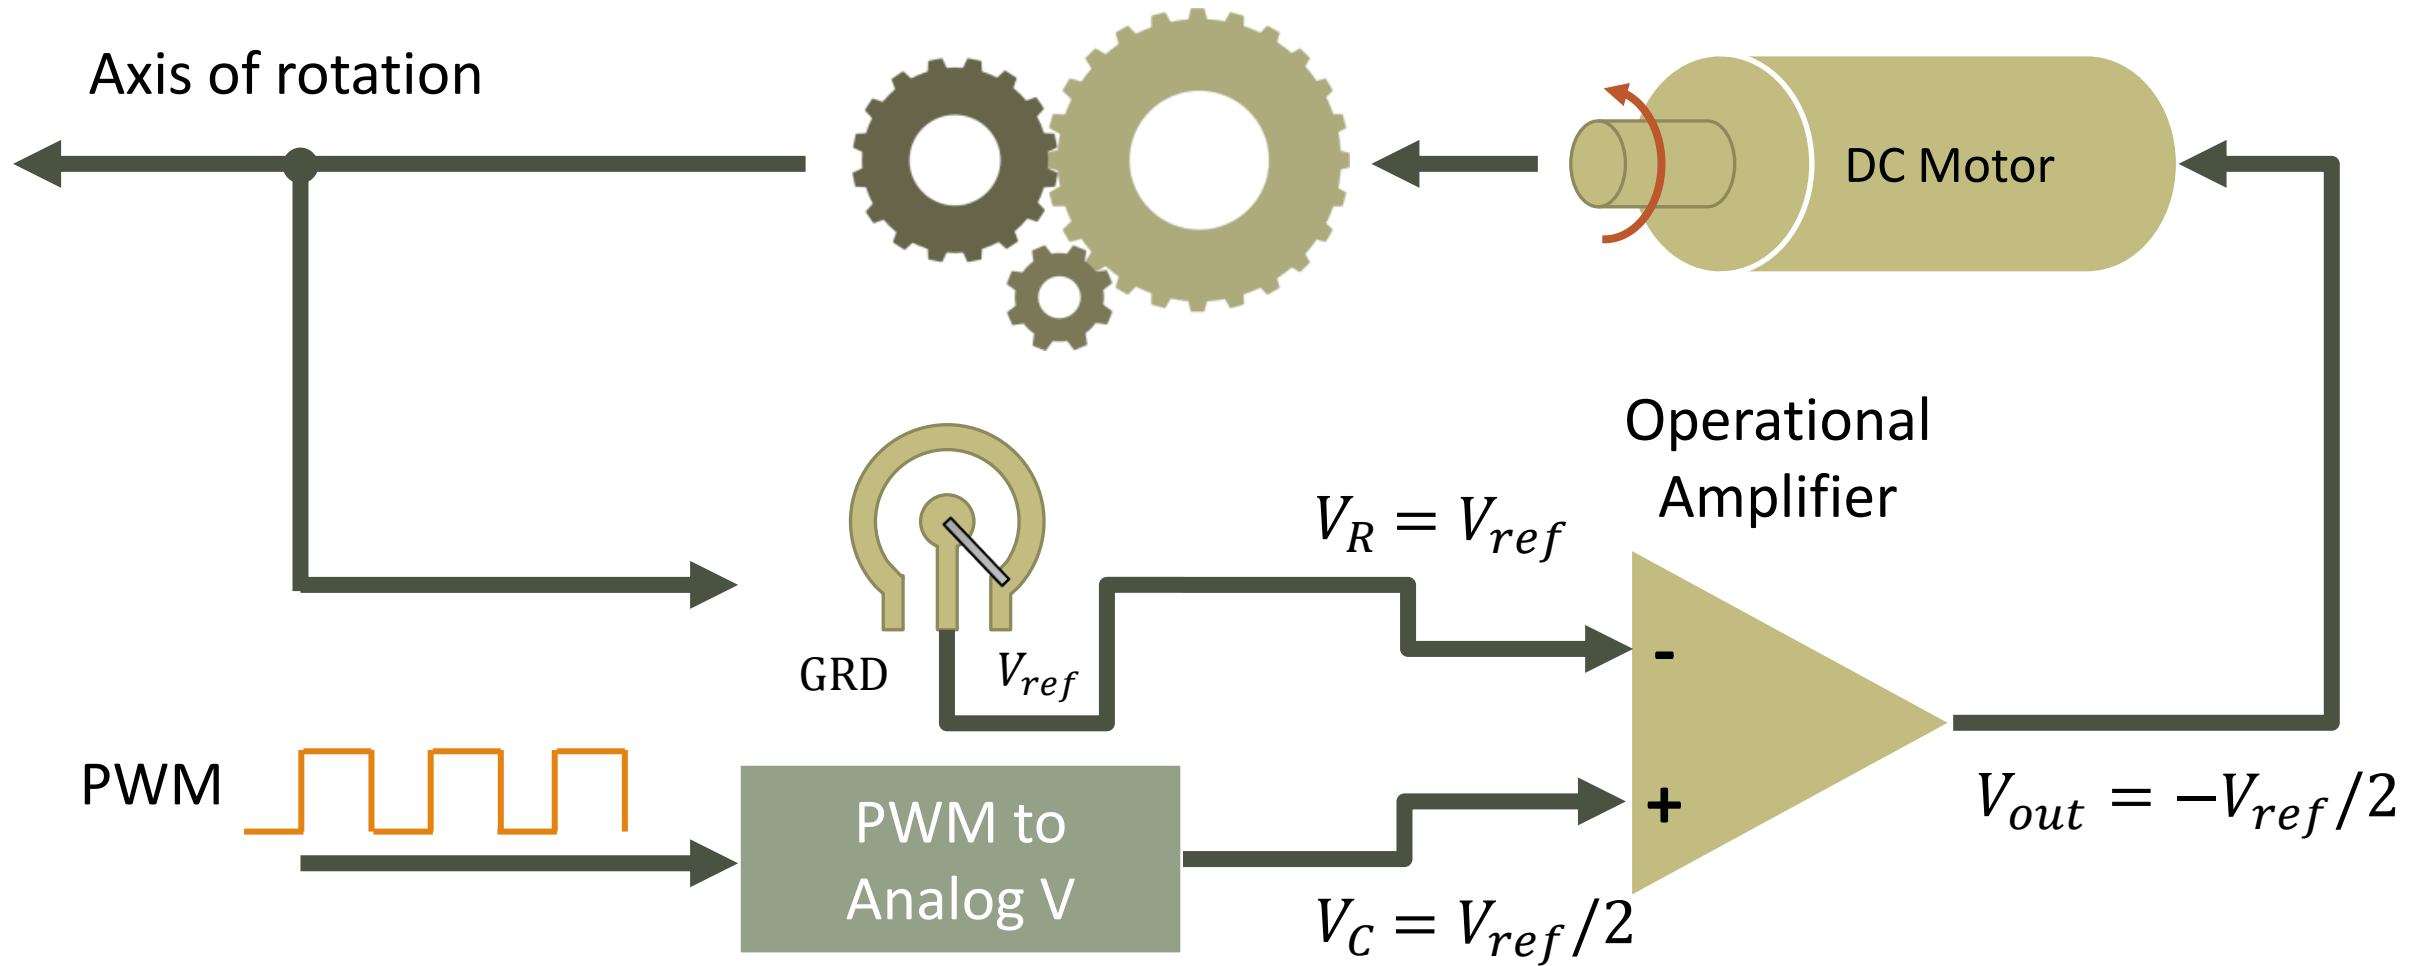 Axis of rotation
DC Motor
Operational
Amplifier
V_R = V_ref
GRD
V_ref
-
PWM
PWM to
Analog V
+
V_out = −V_ref/2
V_C = V_ref/2